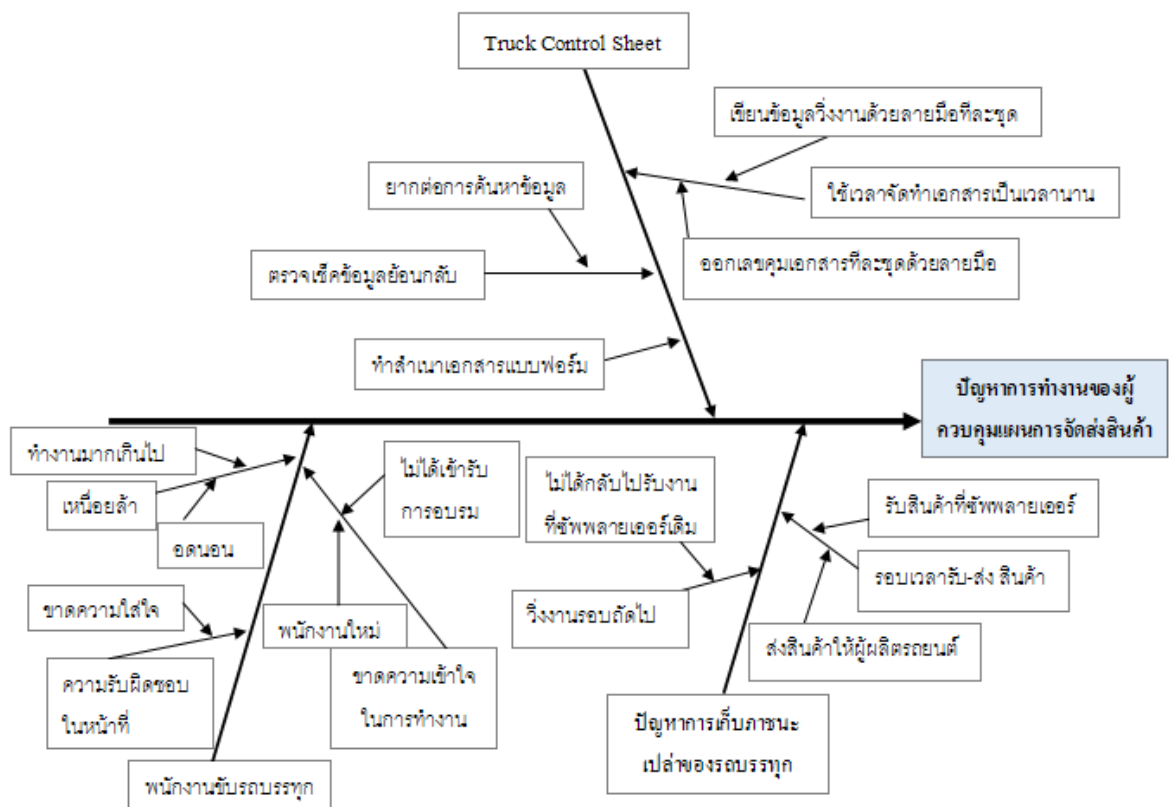 Truck Control Sheet
เขียนข้อมูลวิ่งงานด้วยลายมือทีละชุด
ยากต่อการค้นหาข้อมูล
ใช้เวลาจัดทำเอกสารเป็นเวลานาน
ออกเลขคุมเอกสารทีละชุดด้วยลายมือ
ตรวจเช็คข้อมูลย้อนกลับ
ทำสำเนาเอกสารแบบฟอร์ม
ปัญหาการทำงานของผู้
ควบคุมแผนการจัดส่งสินค้า
ทำงานมากเกินไป
เหนื่อยล้า
อดนอน
ไม่ได้เข้ารับ
การอบรม
ไม่ได้กลับไปรับงาน
ที่ซัพพลายเออร์เดิม
รับสินค้าที่ซัพพลายเออร์
รอบเวลารับ-ส่ง สินค้า
ขาดความใส่ใจ
พนักงานใหม่
วิ่งงานรอบถัดไป
ส่งสินค้าให้ผู้ผลิตรถยนต์
ความรับผิดชอบ
ในหน้าที่
ขาดความเข้าใจ
ในการทำงาน
ปัญหาการเก็บภาชนะ
เปล่าของรถบรรทุก
พนักงานขับรถบรรทุก